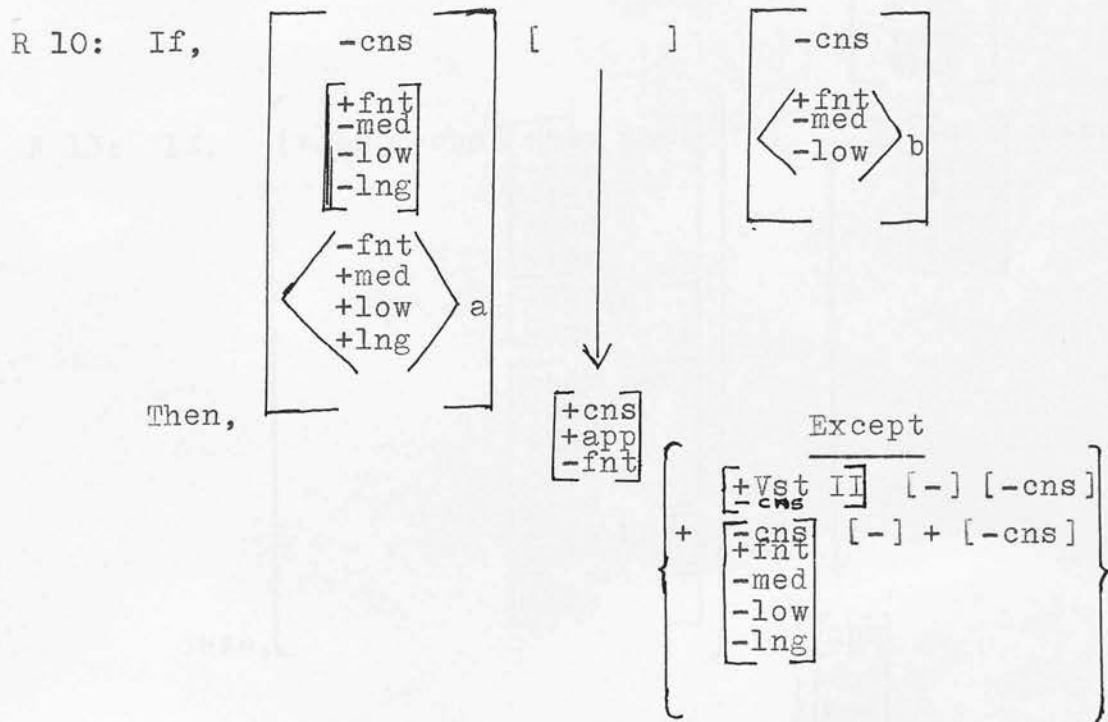 R 10: If, -cns [ ] -cns
+fnt +fnt
-med -med
-low -low b
-lng
-fnt
+med
+low a
+lng
Then, +cns
+app
-fnt
Except
+Vst II [-] [-cns]
-cns
+ -cns [-] + [-cns]
+fnt
-med
-low
-lng